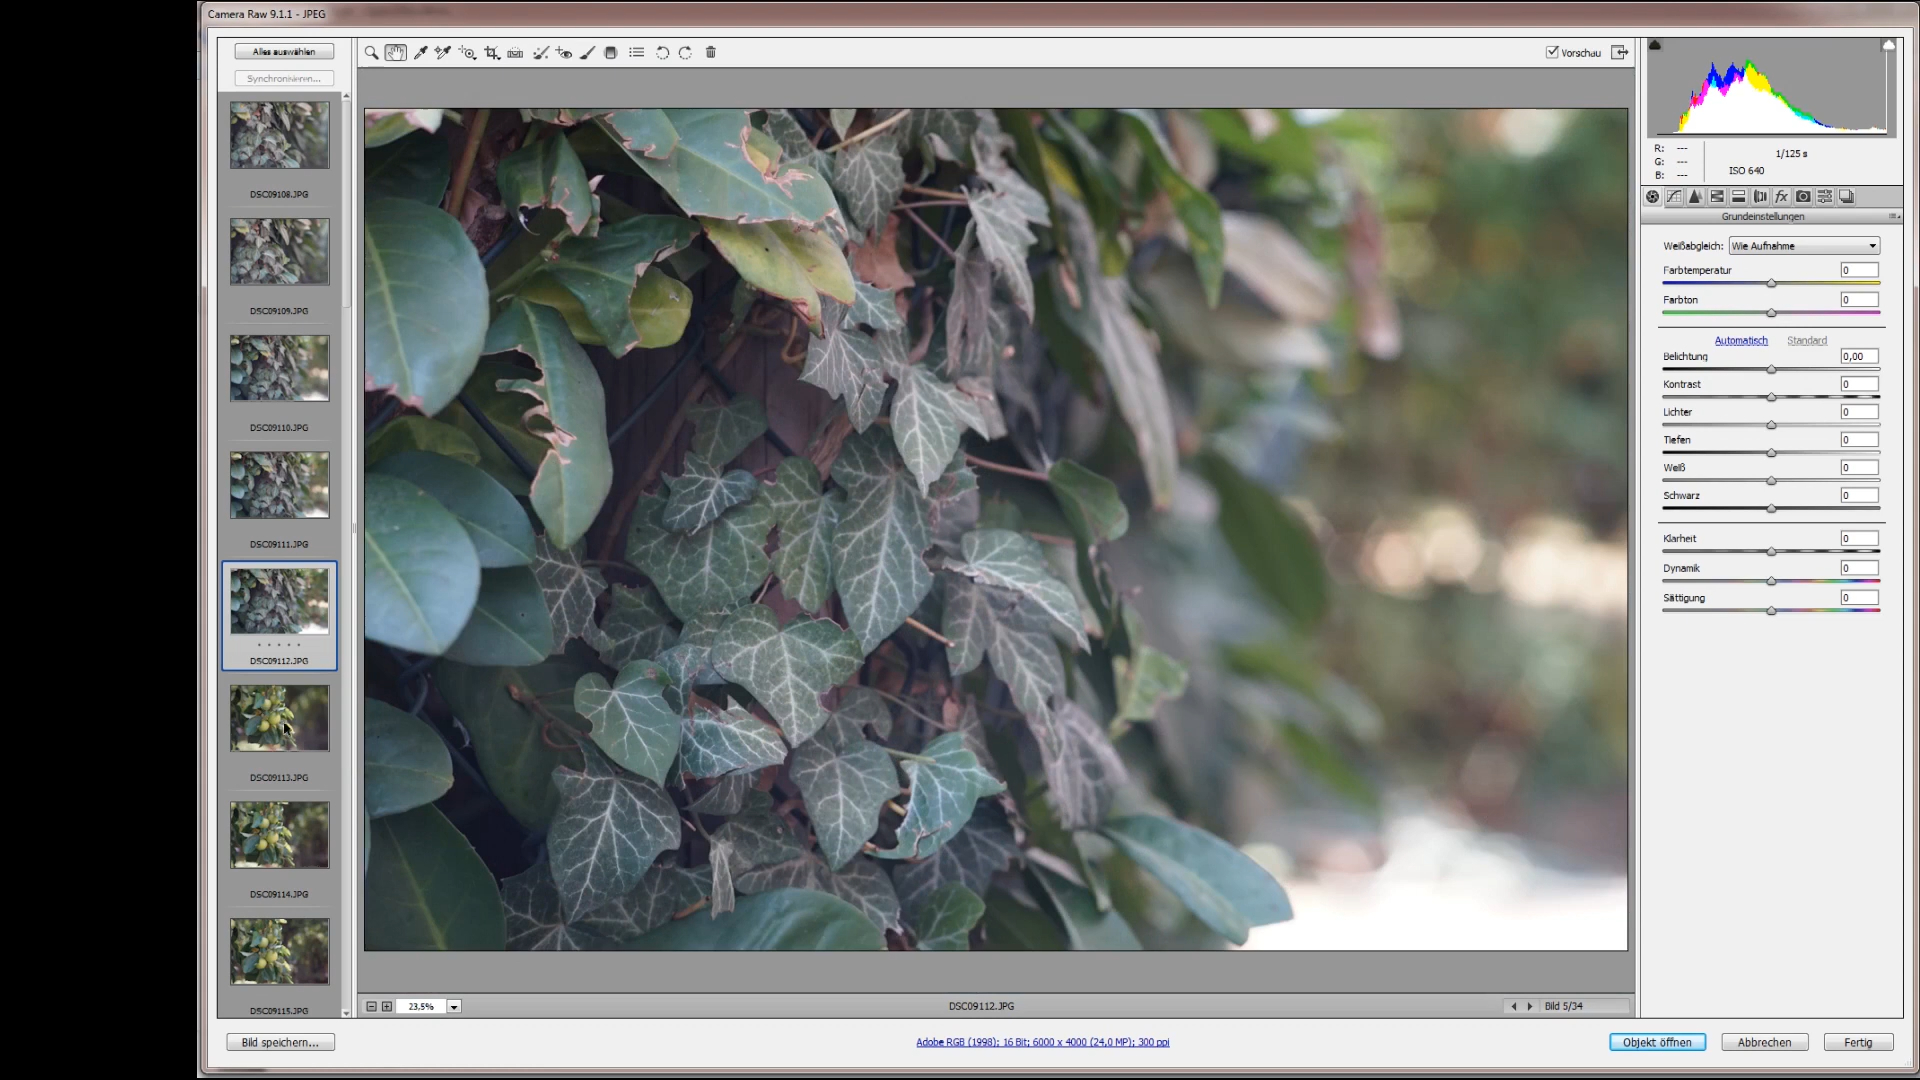 Camera Raw 9.1.1 - JPEG
Alles auswählen
Synchronisieren...
Vorschau
DSC09108.JPG
DSC09109.JPG
DSC09110.JPG
DSC09111.JPG
DSC09112.JPG
DSC09113.JPG
DSC09114.JPG
DSC09115.JPG
R: ---
G: ---
B: ---
1/125 s
ISO 640
Grundeinstellungen
Weißabgleich: Wie Aufnahme
Farbtemperatur 0
Farbton 0
Automatisch Standard
Belichtung 0,00
Kontrast 0
Lichter 0
Tiefen 0
Weiß 0
Schwarz 0
Klarheit 0
Dynamik 0
Sättigung 0
23,5%
DSC09112.JPG
Bild 5/34
Bild speichern...
Adobe RGB (1998); 16 Bit; 6000 x 4000 (24,0 MP); 300 ppi
Objekt öffnen
Abbrechen
Fertig